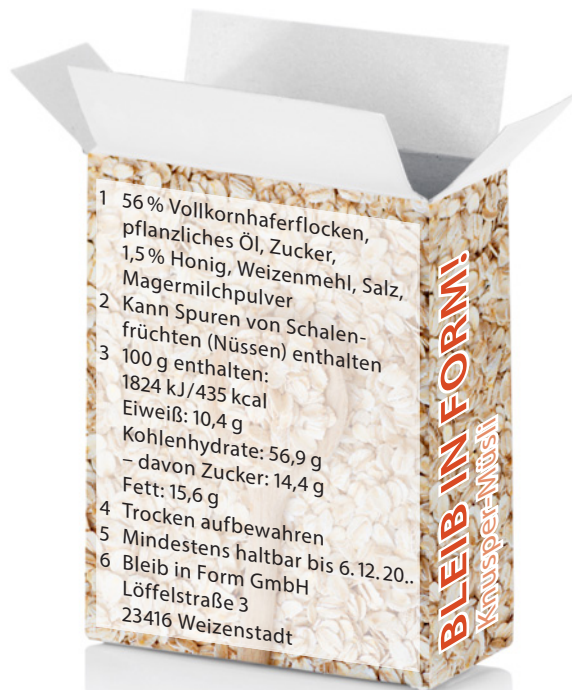 1 56 % Vollkornhaferflocken,
pflanzliches Öl, Zucker,
1,5 % Honig, Weizenmehl, Salz,
Magermilchpulver
2 Kann Spuren von Schalen-
früchten (Nüssen) enthalten
3 100 g enthalten:
1824 kJ/435 kcal
Eiweiß: 10,4 g
Kohlenhydrate: 56,9 g
– davon Zucker: 14,4 g
Fett: 15,6 g
4 Trocken aufbewahren
5 Mindestens haltbar bis 6. 12. 20..
6 Bleib in Form GmbH
Löffelstraße 3
23416 Weizenstadt
BLEIB IN FORM!
Knusper-Müsli